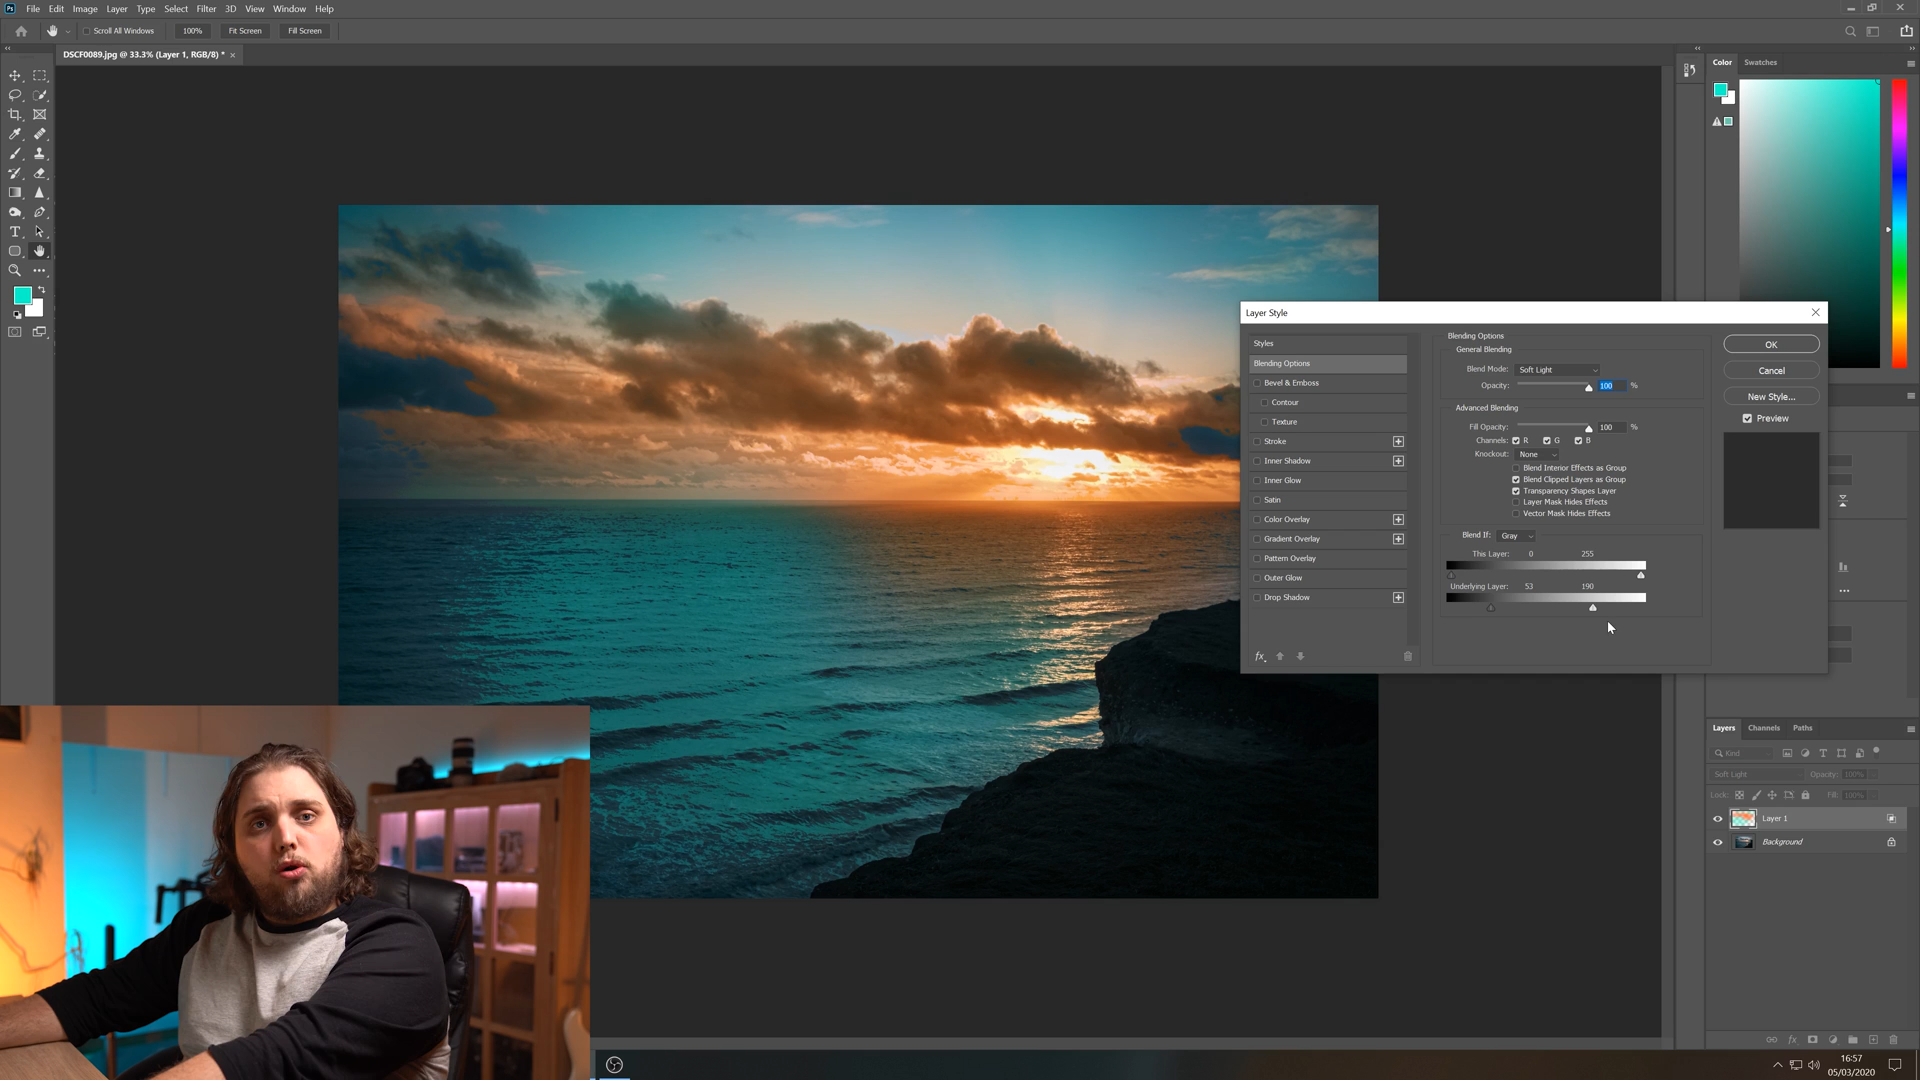 Ps File Edit Image Layer Type Select Filter 3D View Window Help
Scroll All Windows 100% Fit Screen Fill Screen
DSCF0089.jpg @ 33.3% (Layer 1, RGB/8) *
Color Swatches
Layer Style
Styles
Blending Options
Bevel & Emboss
Contour
Texture
Stroke
Inner Shadow
Inner Glow
Satin
Color Overlay
Gradient Overlay
Pattern Overlay
Outer Glow
Drop Shadow
fx
Blending Options
General Blending
Blend Mode: Soft Light
Opacity: 100 %
Advanced Blending
Fill Opacity: 100 %
Channels: R G B
Knockout: None
Blend Interior Effects as Group
Blend Clipped Layers as Group
Transparency Shapes Layer
Layer Mask Hides Effects
Vector Mask Hides Effects
Blend If: Gray
This Layer: 0 255
Underlying Layer: 53 190
OK
Cancel
New Style...
Preview
Layers Channels Paths
Kind
Soft Light Opacity: 100%
Lock: Fill: 100%
Layer 1
Background
fx
16:57
05/03/2020